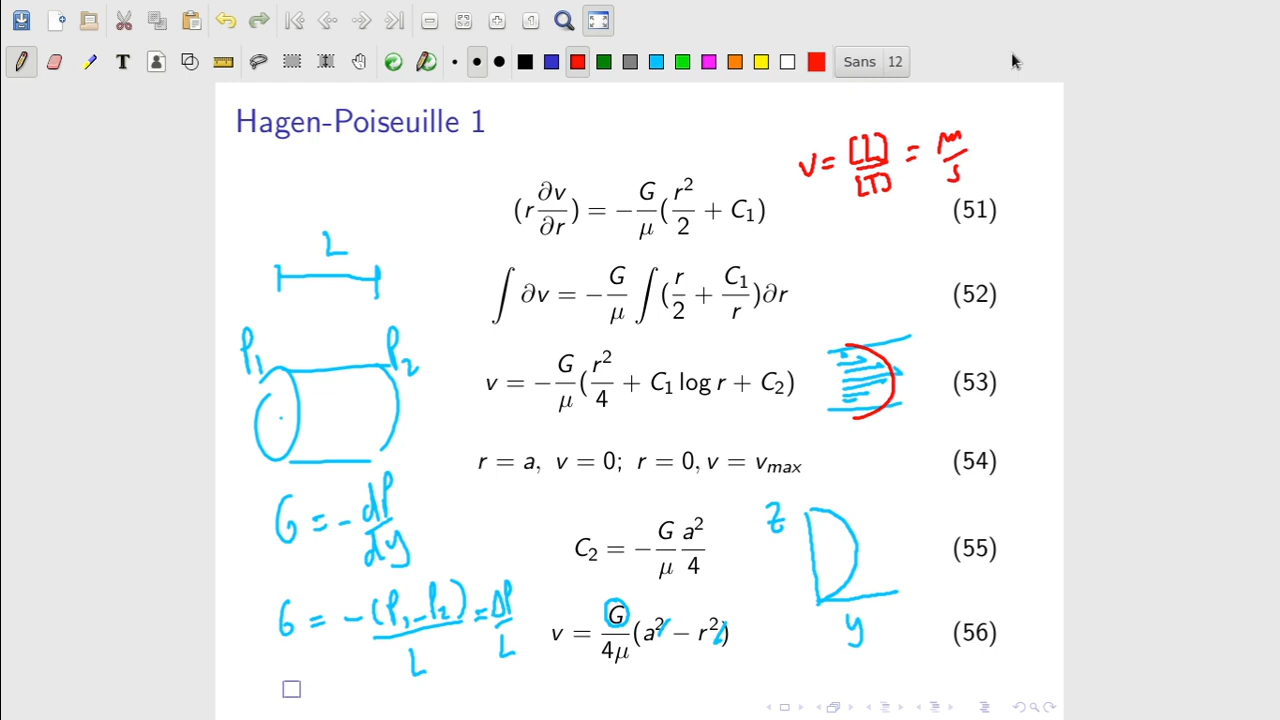 Sans 12
Hagen-Poiseuille 1
v = [L] / [T] = m / s
(r ∂v/∂r) = −G/μ (r²/2 + C₁) (51)
L
∫ ∂v = −G/μ ∫ (r/2 + C₁/r)∂r (52)
P₁ P₂
v = −G/μ (r²/4 + C₁ log r + C₂) (53)
r = a, v = 0; r = 0, v = vₘₐₓ (54)
G = − dP/dy
z
C₂ = −G/μ a²/4 (55)
G = −(P₁−P₂)/L = ΔP/L
v = G/4μ (a² − r²) (56)
y